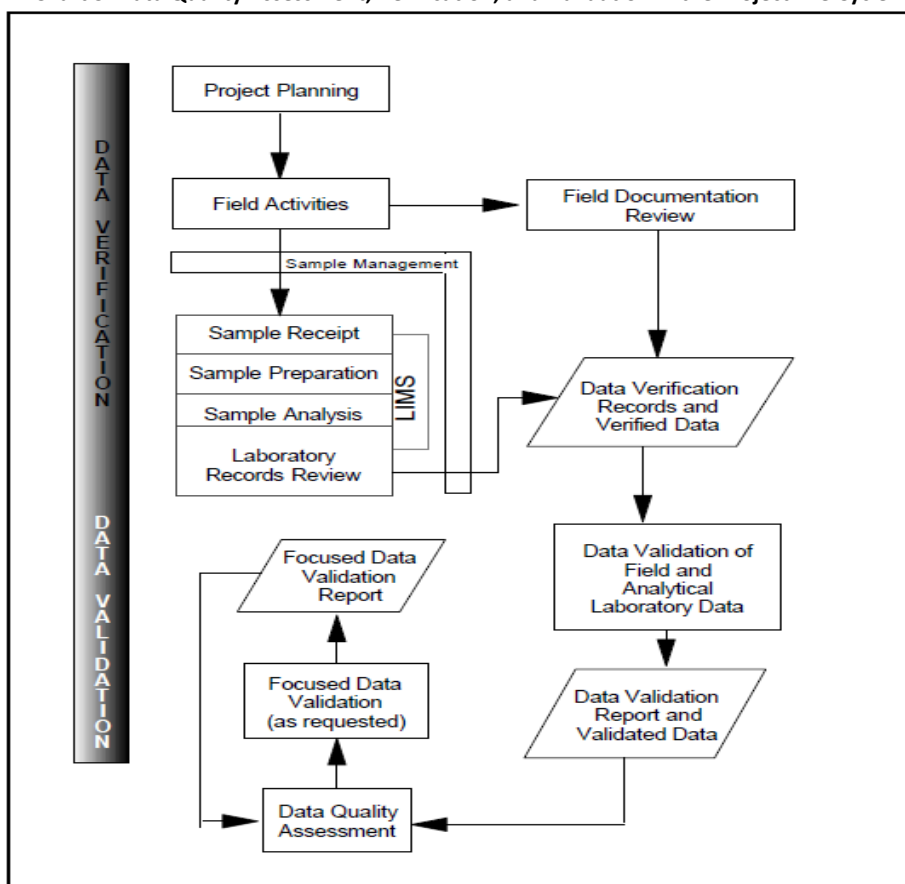 Project Planning
Field Activities
Field Documentation
Review
Sample Management
Sample Receipt
Sample Preparation
Sample Analysis
Laboratory
Records Review
LIMS
Data Verification
Records and
Verified Data
Data Validation of
Field and
Analytical
Laboratory Data
Data Validation
Report and
Validated Data
Focused Data
Validation
Report
Focused Data
Validation
(as requested)
Data Quality
Assessment
DATA VERIFICATION
DATA VALIDATION